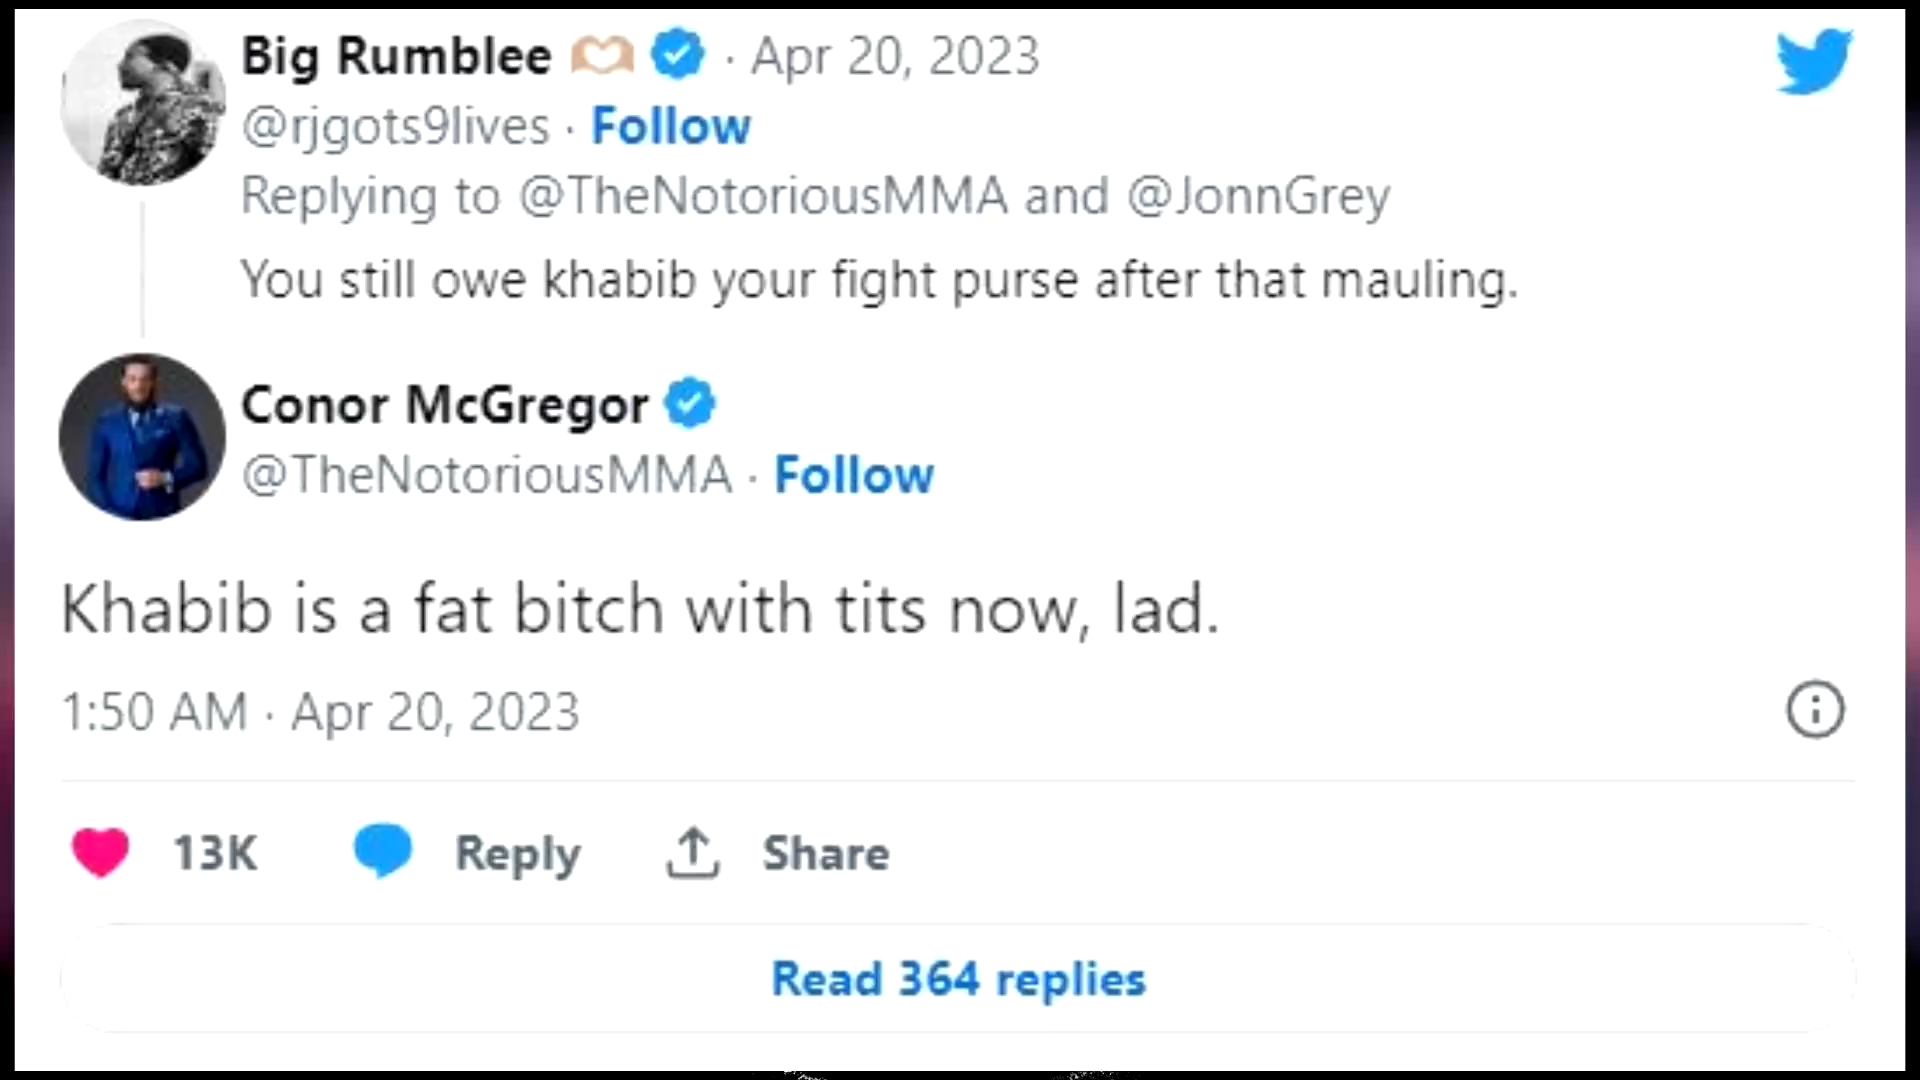 Big Rumblee 🫶🏼 · Apr 20, 2023
@rjgots9lives · Follow
Replying to @TheNotoriousMMA and @JonnGrey
You still owe khabib your fight purse after that mauling.
Conor McGregor
@TheNotoriousMMA · Follow
Khabib is a fat bitch with tits now, lad.
1:50 AM · Apr 20, 2023
13K Reply Share
Read 364 replies